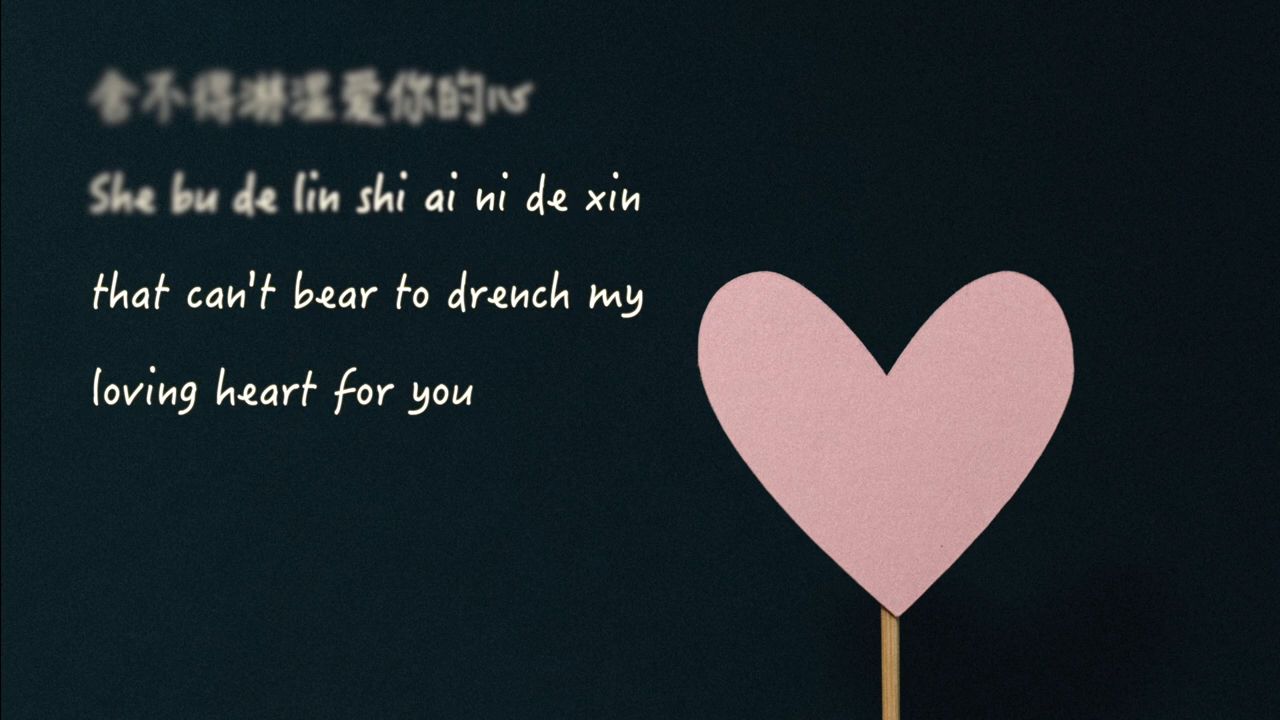 舍不得淋湿爱你的心
She bu de lin shi ai ni de xin
that can't bear to drench my
loving heart for you